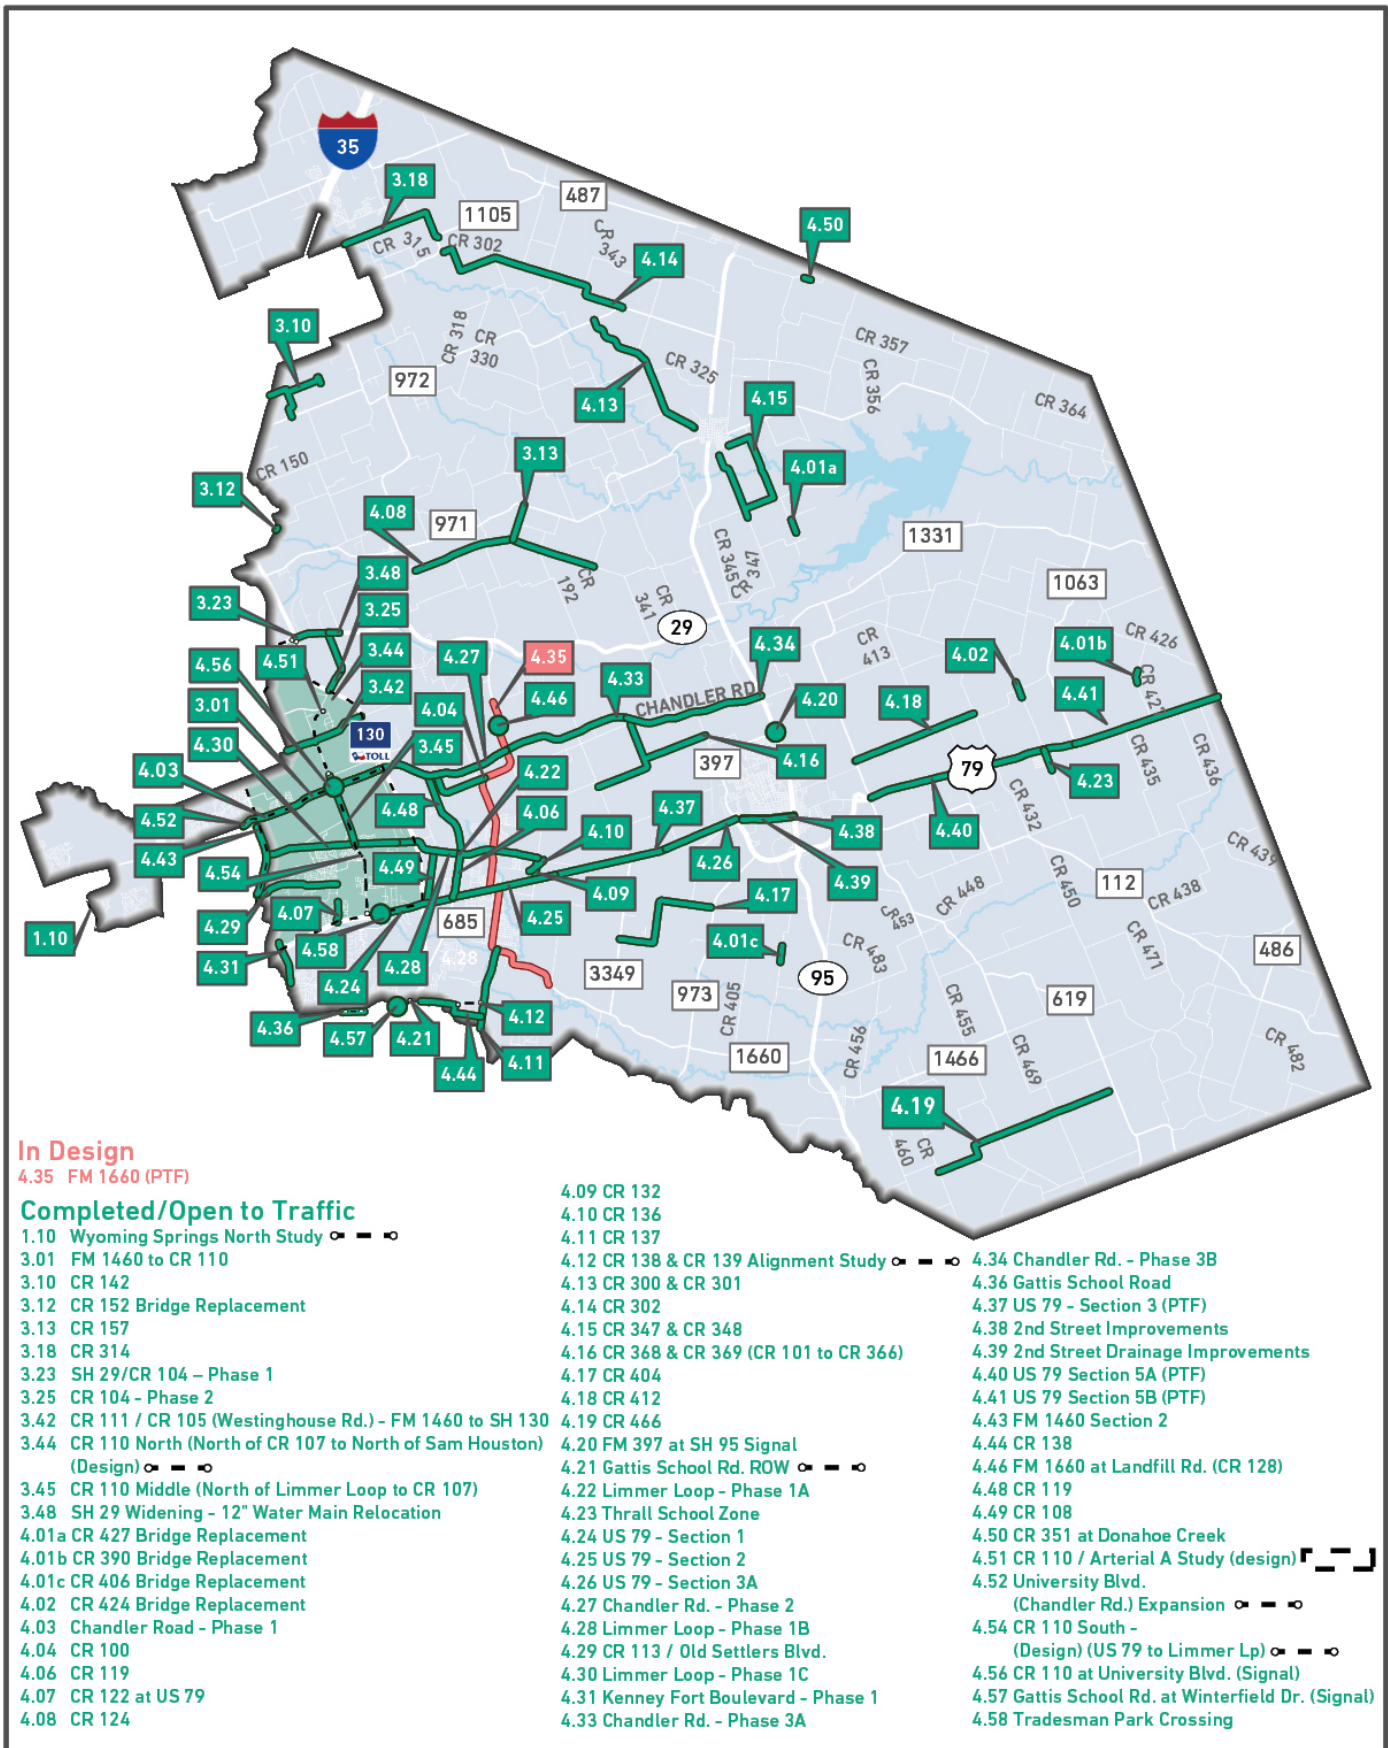 35
3.18
487
1105
4.50
CR 315
CR 302
CR 343
4.14
3.10
CR 318
CR 330
CR 357
CR 325
CR 356
972
4.13
4.15
CR 364
CR 150
3.13
4.01a
3.12
4.08
971
1331
CR 345
CR 347
3.48
CR 192
CR 341
1063
3.23
3.25
29
CR 426
4.51
3.44
4.27
4.35
4.34
CR 413
4.02
4.01b
4.56
3.42
4.33
CHANDLER RD
4.46
4.20
4.18
4.41
CR 427
3.01
4.04
130
TOLL
4.30
3.45
4.22
397
4.16
79
4.23
CR 435
CR 436
4.03
4.48
4.06
4.37
CR 432
4.52
4.10
4.38
4.40
4.43
4.26
CR 439
4.54
4.49
4.09
4.39
CR 450
112
CR 438
4.07
4.17
CR 448
4.29
685
4.25
CR 453
1.10
4.58
4.01c
CR 483
CR 471
486
4.31
4.28
4.28
4.24
3349
973
CR 405
95
CR 455
619
4.36
4.57
4.21
4.12
CR 456
CR 469
CR 482
4.44
4.11
1660
1466
4.19
CR 460
In Design
4.35 FM 1660 (PTF)
Completed/Open to Traffic
1.10 Wyoming Springs North Study
3.01 FM 1460 to CR 110
3.10 CR 142
3.12 CR 152 Bridge Replacement
3.13 CR 157
3.18 CR 314
3.23 SH 29/CR 104 – Phase 1
3.25 CR 104 - Phase 2
3.42 CR 111 / CR 105 (Westinghouse Rd.) - FM 1460 to SH 130
3.44 CR 110 North (North of CR 107 to North of Sam Houston)
(Design)
3.45 CR 110 Middle (North of Limmer Loop to CR 107)
3.48 SH 29 Widening - 12" Water Main Relocation
4.01a CR 427 Bridge Replacement
4.01b CR 390 Bridge Replacement
4.01c CR 406 Bridge Replacement
4.02 CR 424 Bridge Replacement
4.03 Chandler Road - Phase 1
4.04 CR 100
4.06 CR 119
4.07 CR 122 at US 79
4.08 CR 124
4.09 CR 132
4.10 CR 136
4.11 CR 137
4.12 CR 138 & CR 139 Alignment Study
4.13 CR 300 & CR 301
4.14 CR 302
4.15 CR 347 & CR 348
4.16 CR 368 & CR 369 (CR 101 to CR 366)
4.17 CR 404
4.18 CR 412
4.19 CR 466
4.20 FM 397 at SH 95 Signal
4.21 Gattis School Rd. ROW
4.22 Limmer Loop - Phase 1A
4.23 Thrall School Zone
4.24 US 79 - Section 1
4.25 US 79 - Section 2
4.26 US 79 - Section 3A
4.27 Chandler Rd. - Phase 2
4.28 Limmer Loop - Phase 1B
4.29 CR 113 / Old Settlers Blvd.
4.30 Limmer Loop - Phase 1C
4.31 Kenney Fort Boulevard - Phase 1
4.33 Chandler Rd. - Phase 3A
4.34 Chandler Rd. - Phase 3B
4.36 Gattis School Road
4.37 US 79 - Section 3 (PTF)
4.38 2nd Street Improvements
4.39 2nd Street Drainage Improvements
4.40 US 79 Section 5A (PTF)
4.41 US 79 Section 5B (PTF)
4.43 FM 1460 Section 2
4.44 CR 138
4.46 FM 1660 at Landfill Rd. (CR 128)
4.48 CR 119
4.49 CR 108
4.50 CR 351 at Donahoe Creek
4.51 CR 110 / Arterial A Study (design)
4.52 University Blvd.
(Chandler Rd.) Expansion
4.54 CR 110 South -
(Design) (US 79 to Limmer Lp)
4.56 CR 110 at University Blvd. (Signal)
4.57 Gattis School Rd. at Winterfield Dr. (Signal)
4.58 Tradesman Park Crossing